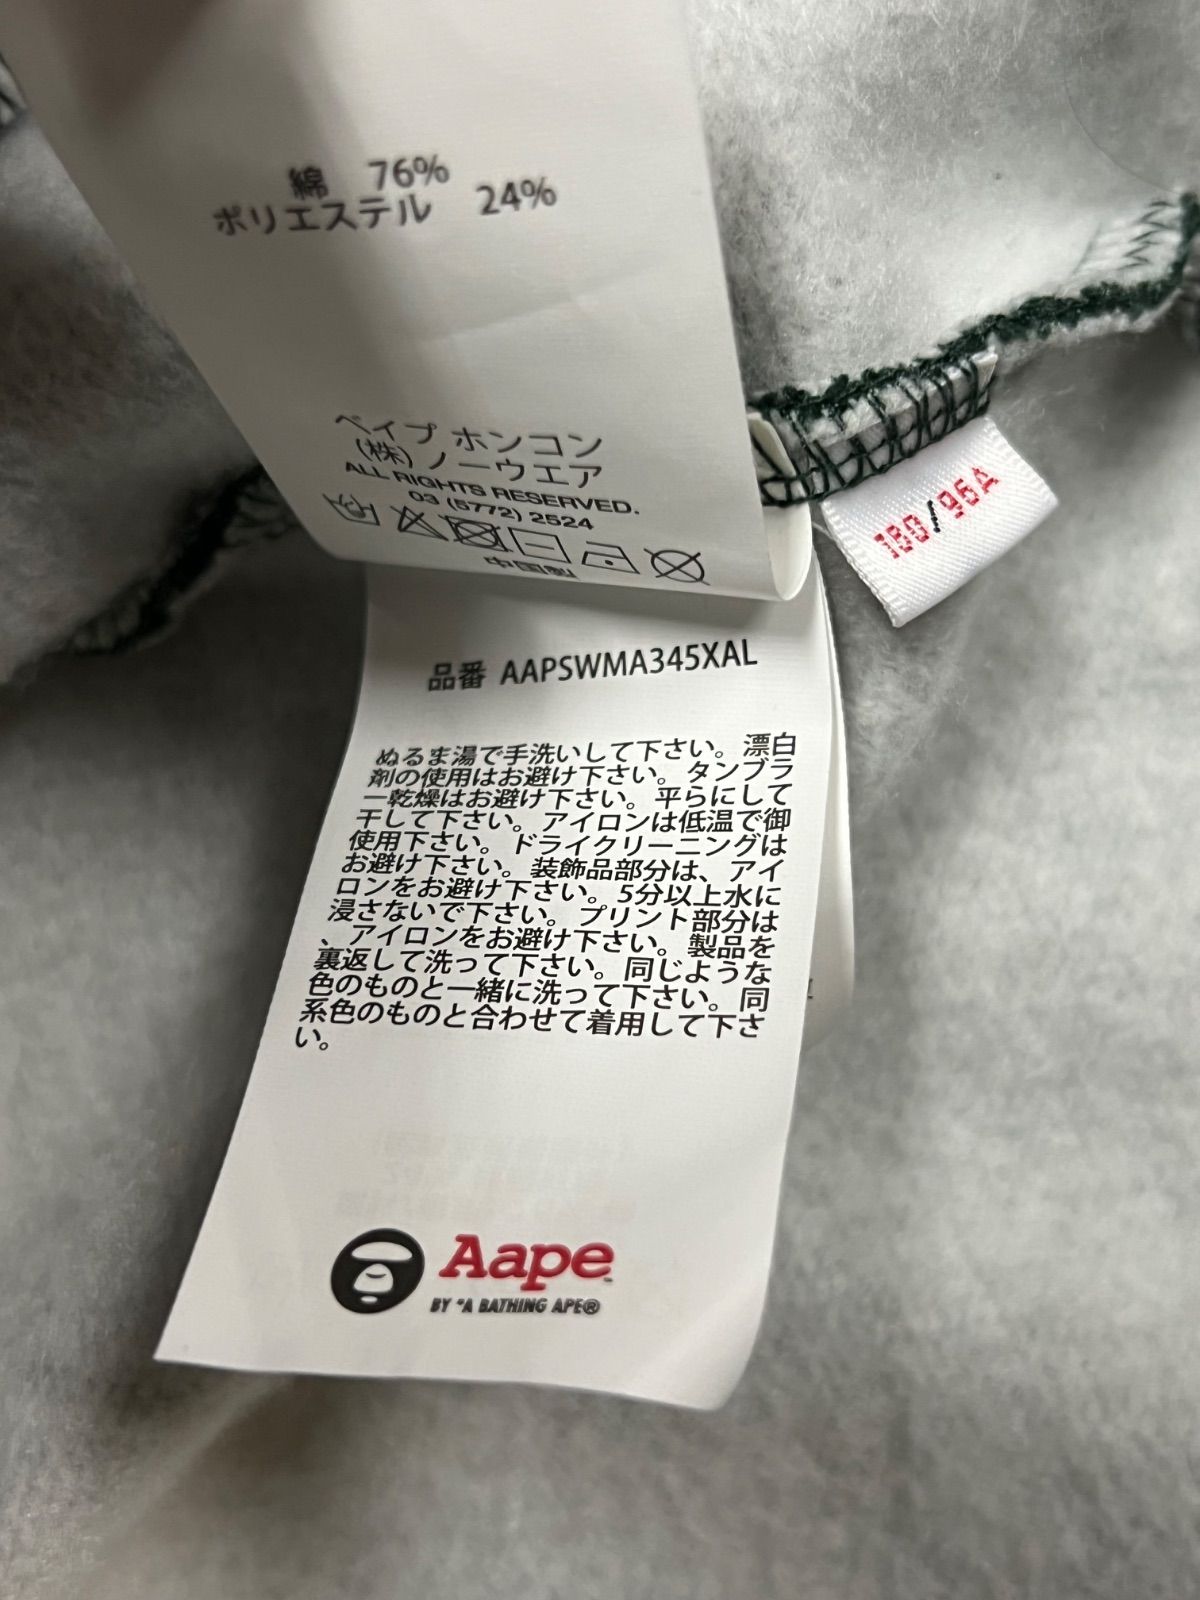 綿 76%
ポリエステル 24%
ベイプ ホンコン
(株) ノーウエア
ALL RIGHTS RESERVED.
03 (5772) 2524
中国製
180/96A
品番 AAPSWMA345XAL
ぬるま湯で手洗いして下さい。漂白
剤の使用はお避け下さい。タンブラ
ー乾燥はお避け下さい。平らにして
干して下さい。アイロンは低温で御
使用下さい。ドライクリーニングは
お避け下さい。装飾品部分は、アイ
ロンをお避け下さい。5分以上水に
浸さないで下さい。プリント部分は
、アイロンをお避け下さい。製品を
裏返して洗って下さい。同じような
色のものと一緒に洗って下さい。同
系色のものと合わせて着用して下さ
い。
Aape
BY *A BATHING APE®